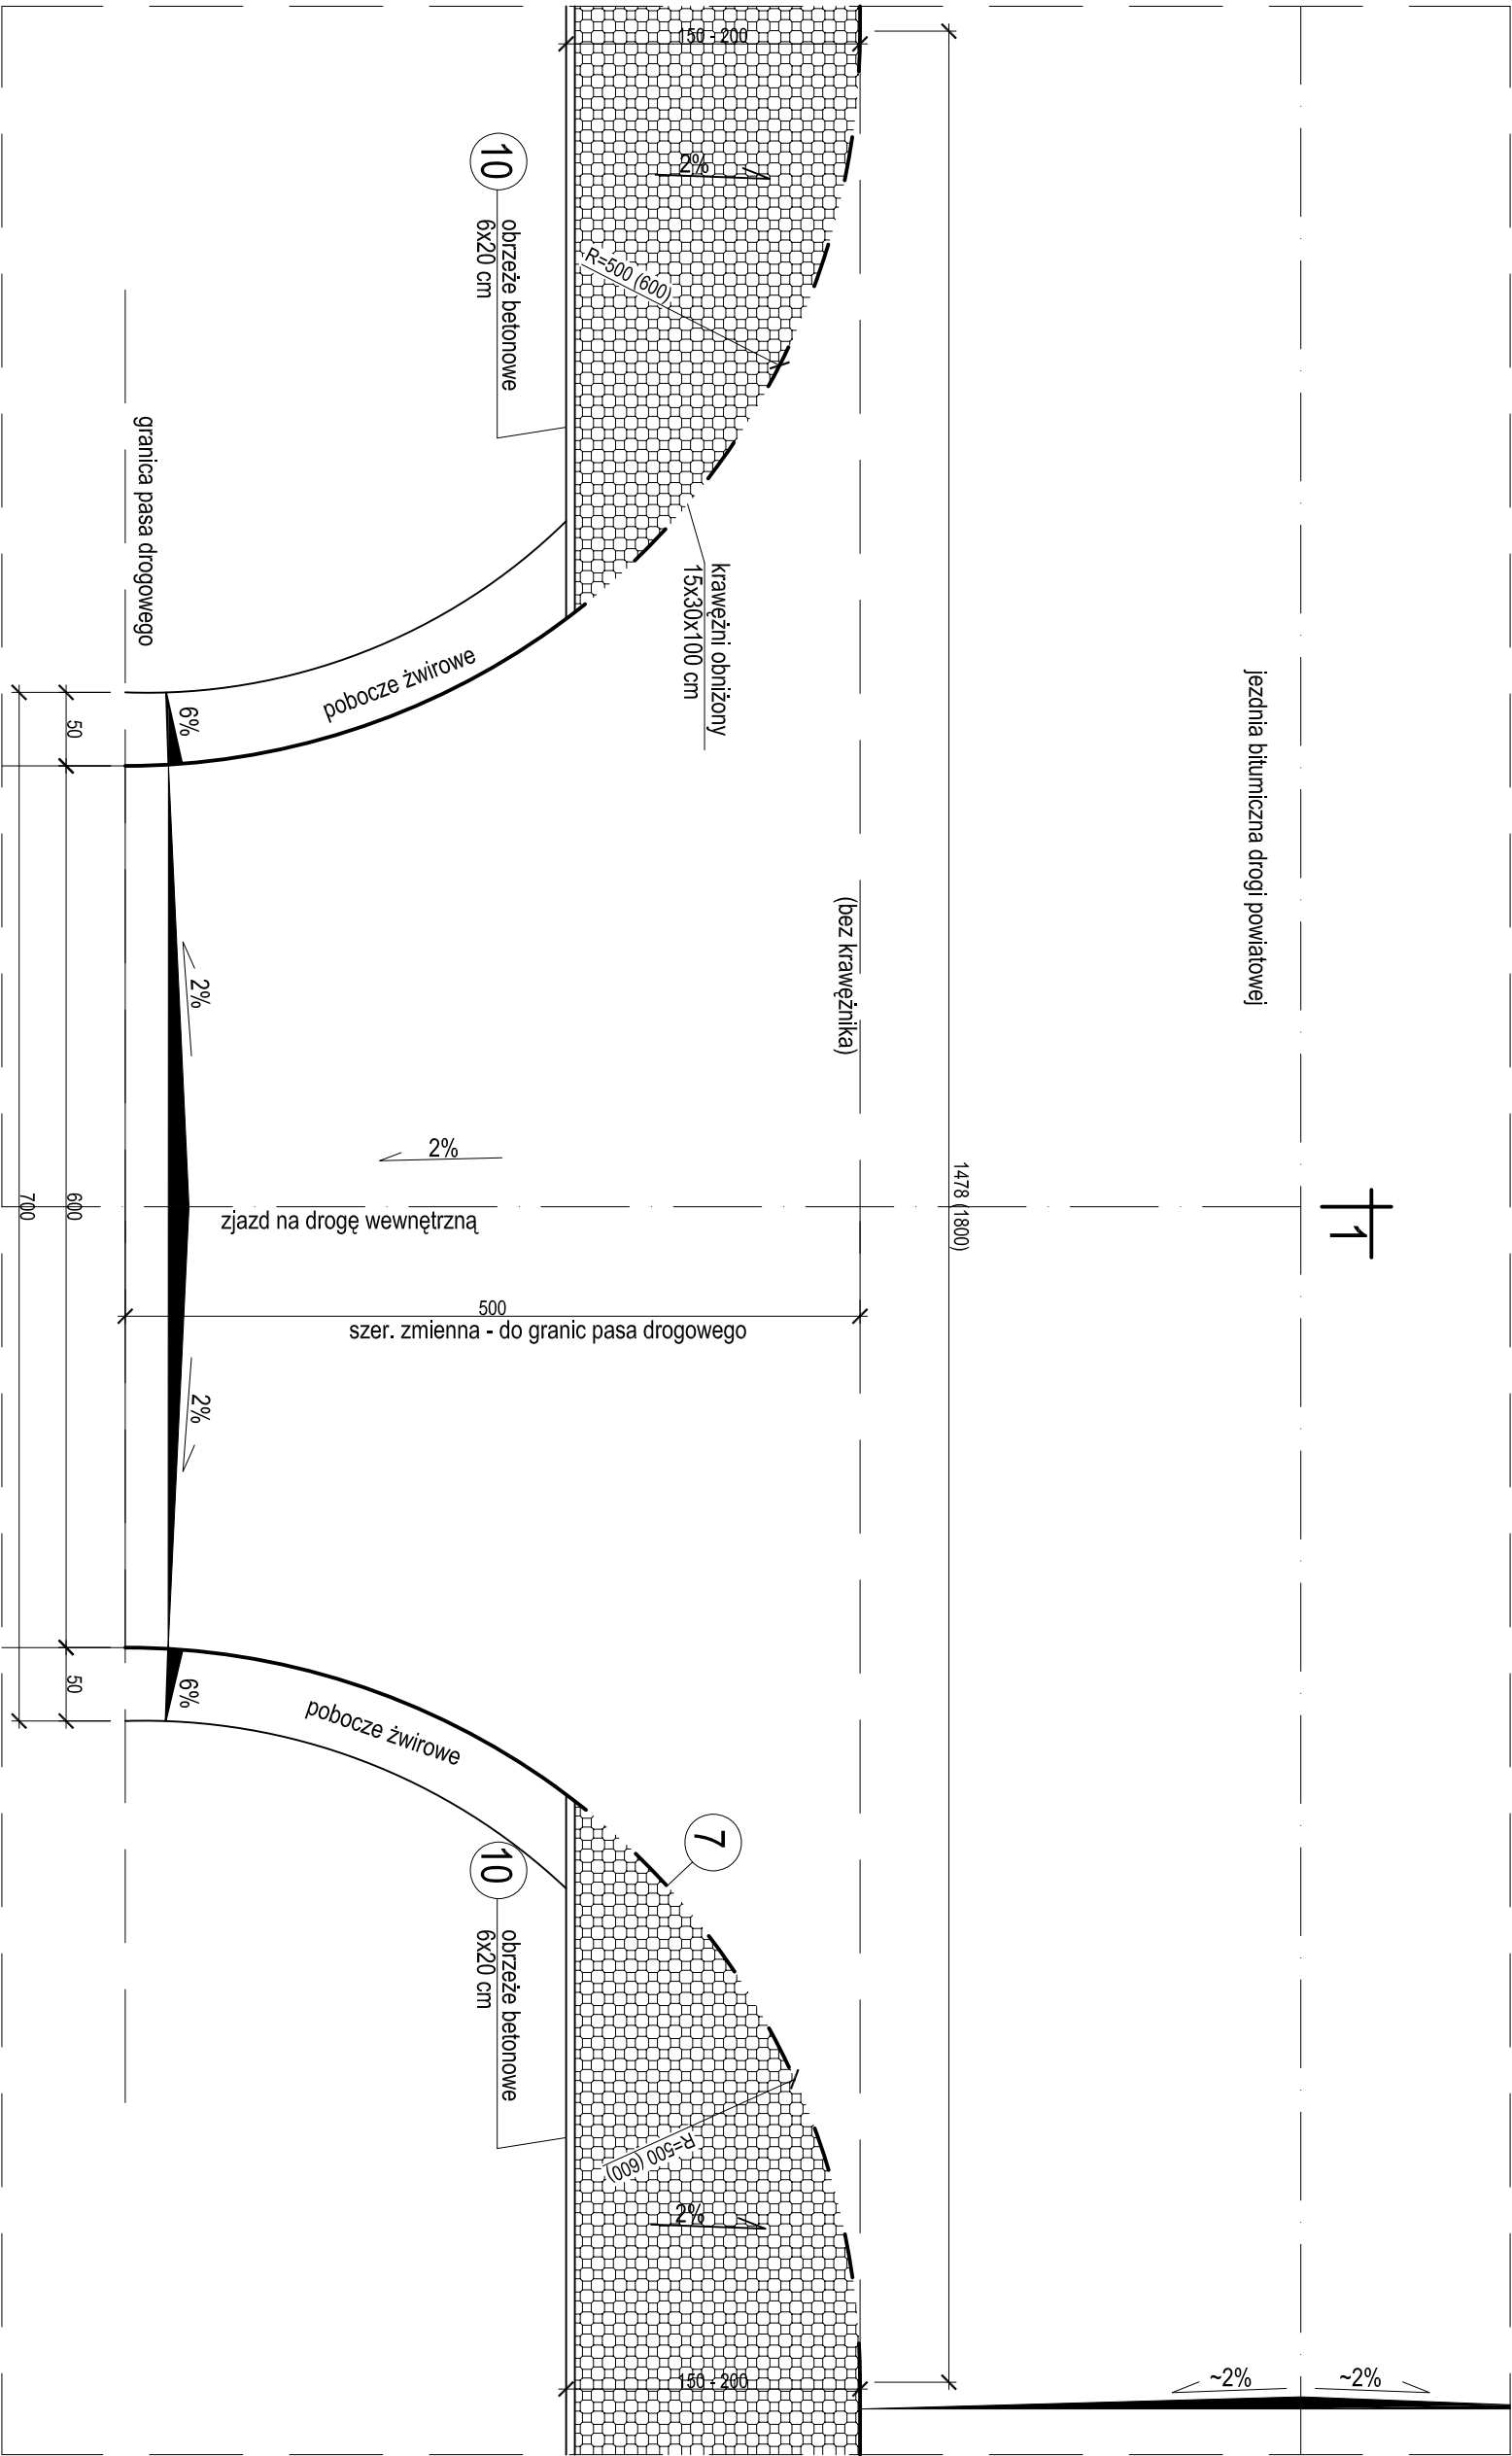 150 - 200
2%
R=500 (600)
10
obrzeże betonowe
6x20 cm
granica pasa drogowego
krawężni obniżony
15x30x100 cm
pobocze żwirowe
6%
50
jezdnia bitumiczna drogi powiatowej
(bez krawężnika)
1478 (1800)
1
2%
2%
zjazd na drogę wewnętrzną
600
700
500
szer. zmienna - do granic pasa drogowego
2%
6%
50
pobocze żwirowe
7
10
obrzeże betonowe
6x20 cm
R=500 (600)
2%
150 - 200
~2%
~2%